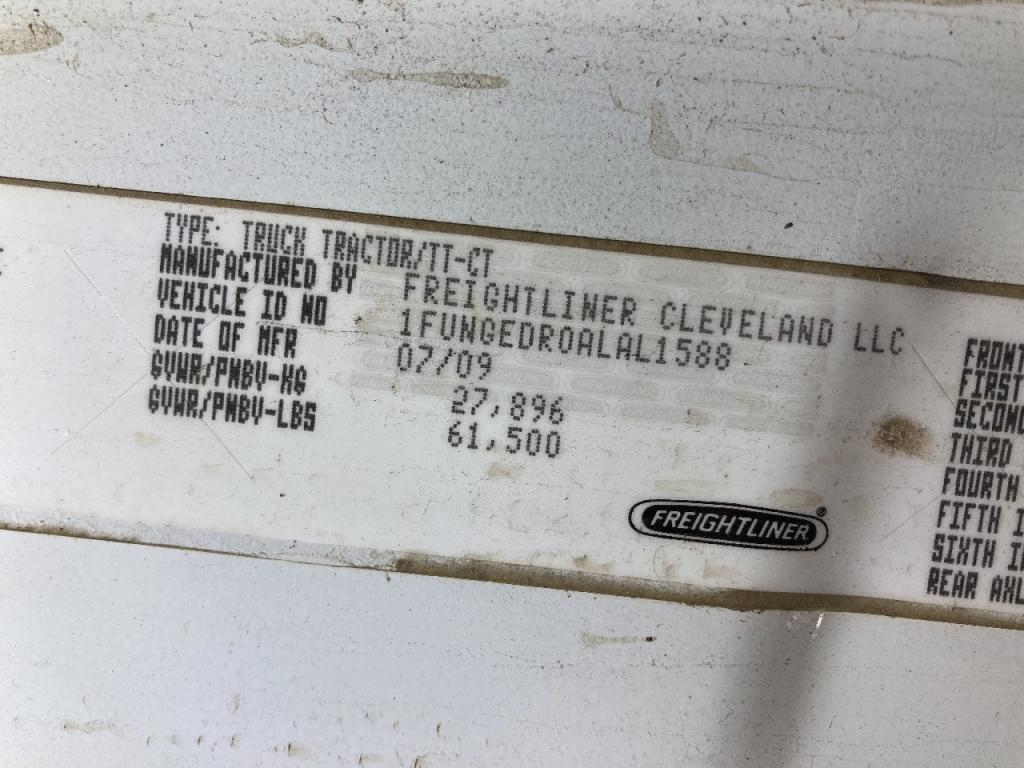 TYPE: TRUCK TRACTOR/TT-CT
MANUFACTURED BY FREIGHTLINER CLEVELAND LLC
VEHICLE ID NO 1FUNGEDR0ALAL1588
DATE OF MFR 07/09
GVWR/PNBV-KG 27,896
GVWR/PNBV-LBS 61,500
FREIGHTLINER®
FRONT
FIRST
SECOND
THIRD
FOURTH
FIFTH I
SIXTH I
REAR AXL